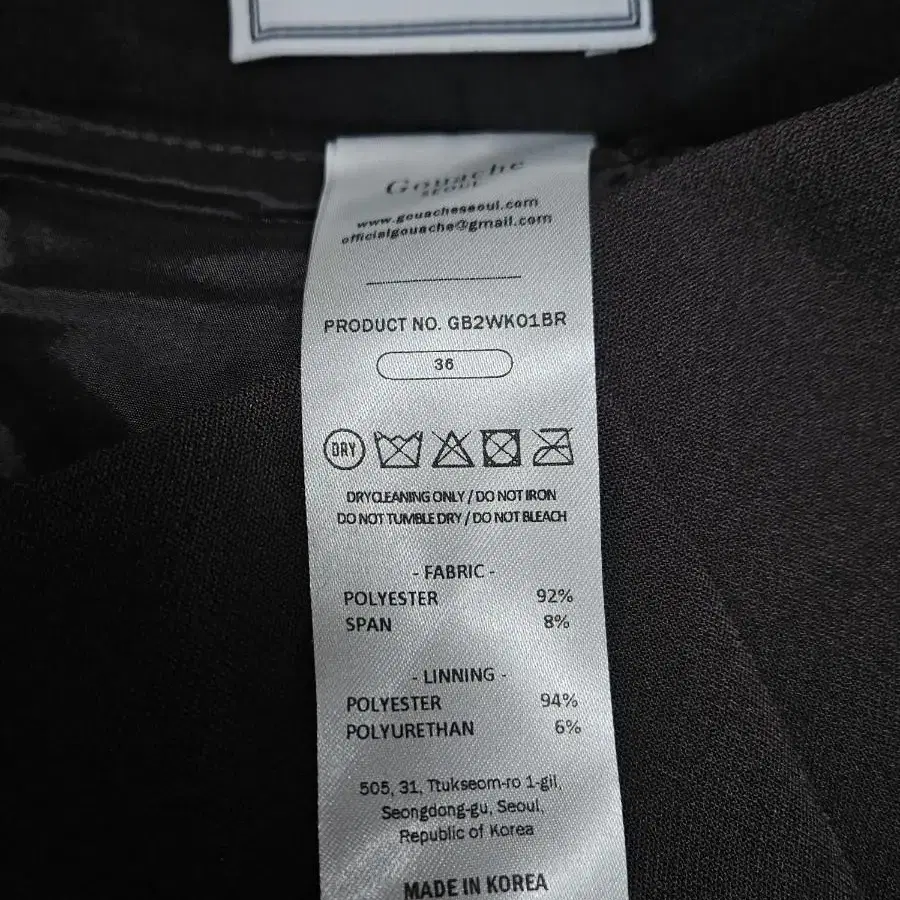 Gouache
SEOUL
www.gouacheseoul.com
officialgouache@gmail.com
PRODUCT NO. GB2WK01BR
36
DRY
DRYCLEANING ONLY / DO NOT IRON
DO NOT TUMBLE DRY / DO NOT BLEACH
- FABRIC -
POLYESTER 92%
SPAN 8%
- LINNING -
POLYESTER 94%
POLYURETHAN 6%
505, 31, Ttukseom-ro 1-gil,
Seongdong-gu, Seoul,
Republic of Korea
MADE IN KOREA